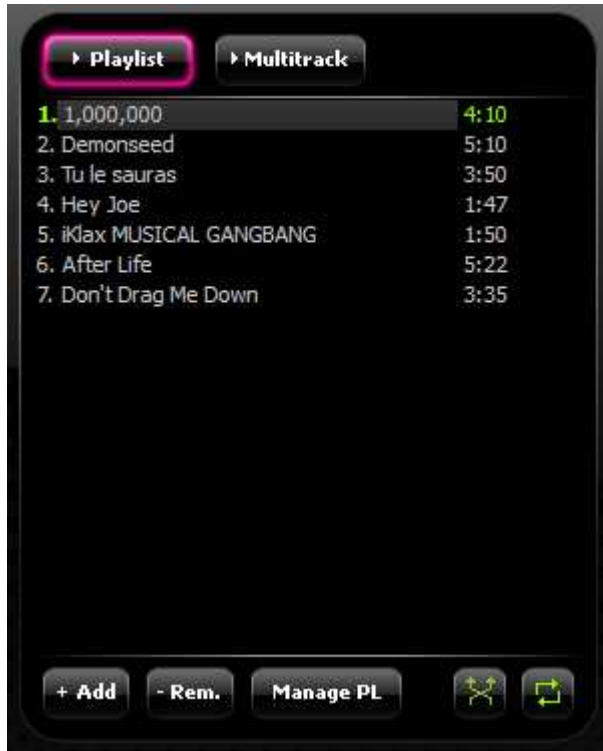 Playlist Multitrack
1. 1,000,000 4:10
2. Demonseed 5:10
3. Tu le sauras 3:50
4. Hey Joe 1:47
5. iKlax MUSICAL GANGBANG 1:50
6. After Life 5:22
7. Don't Drag Me Down 3:35
+ Add - Rem. Manage PL